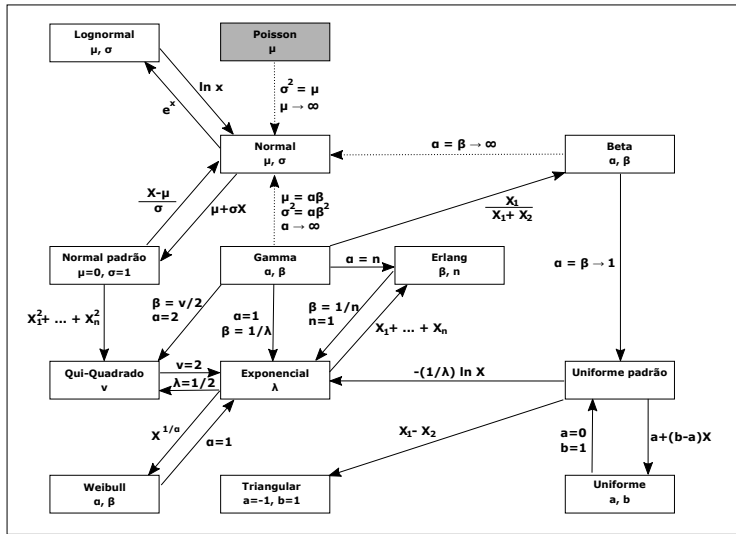 Lognormal
μ, σ
Poisson
μ
ln x
e^x
σ² = μ
μ → ∞
Normal
μ, σ
α = β → ∞
Beta
α, β
X-μ
σ
μ+σX
μ = αβ
σ² = αβ²
α → ∞
X₁
X₁+ X₂
Normal padrão
μ=0, σ=1
Gamma
α, β
α = n
Erlang
β, n
α = β → 1
X₁²+ ... + Xₙ²
β = v/2
α=2
α=1
β = 1/λ
β = 1/n
n=1
X₁+ ... + Xₙ
Qui-Quadrado
v
v=2
λ=1/2
Exponencial
λ
-(1/λ) ln X
Uniforme padrão
X^1/α
α=1
X₁- X₂
a=0
b=1
a+(b-a)X
Weibull
α, β
Triangular
a=-1, b=1
Uniforme
a, b